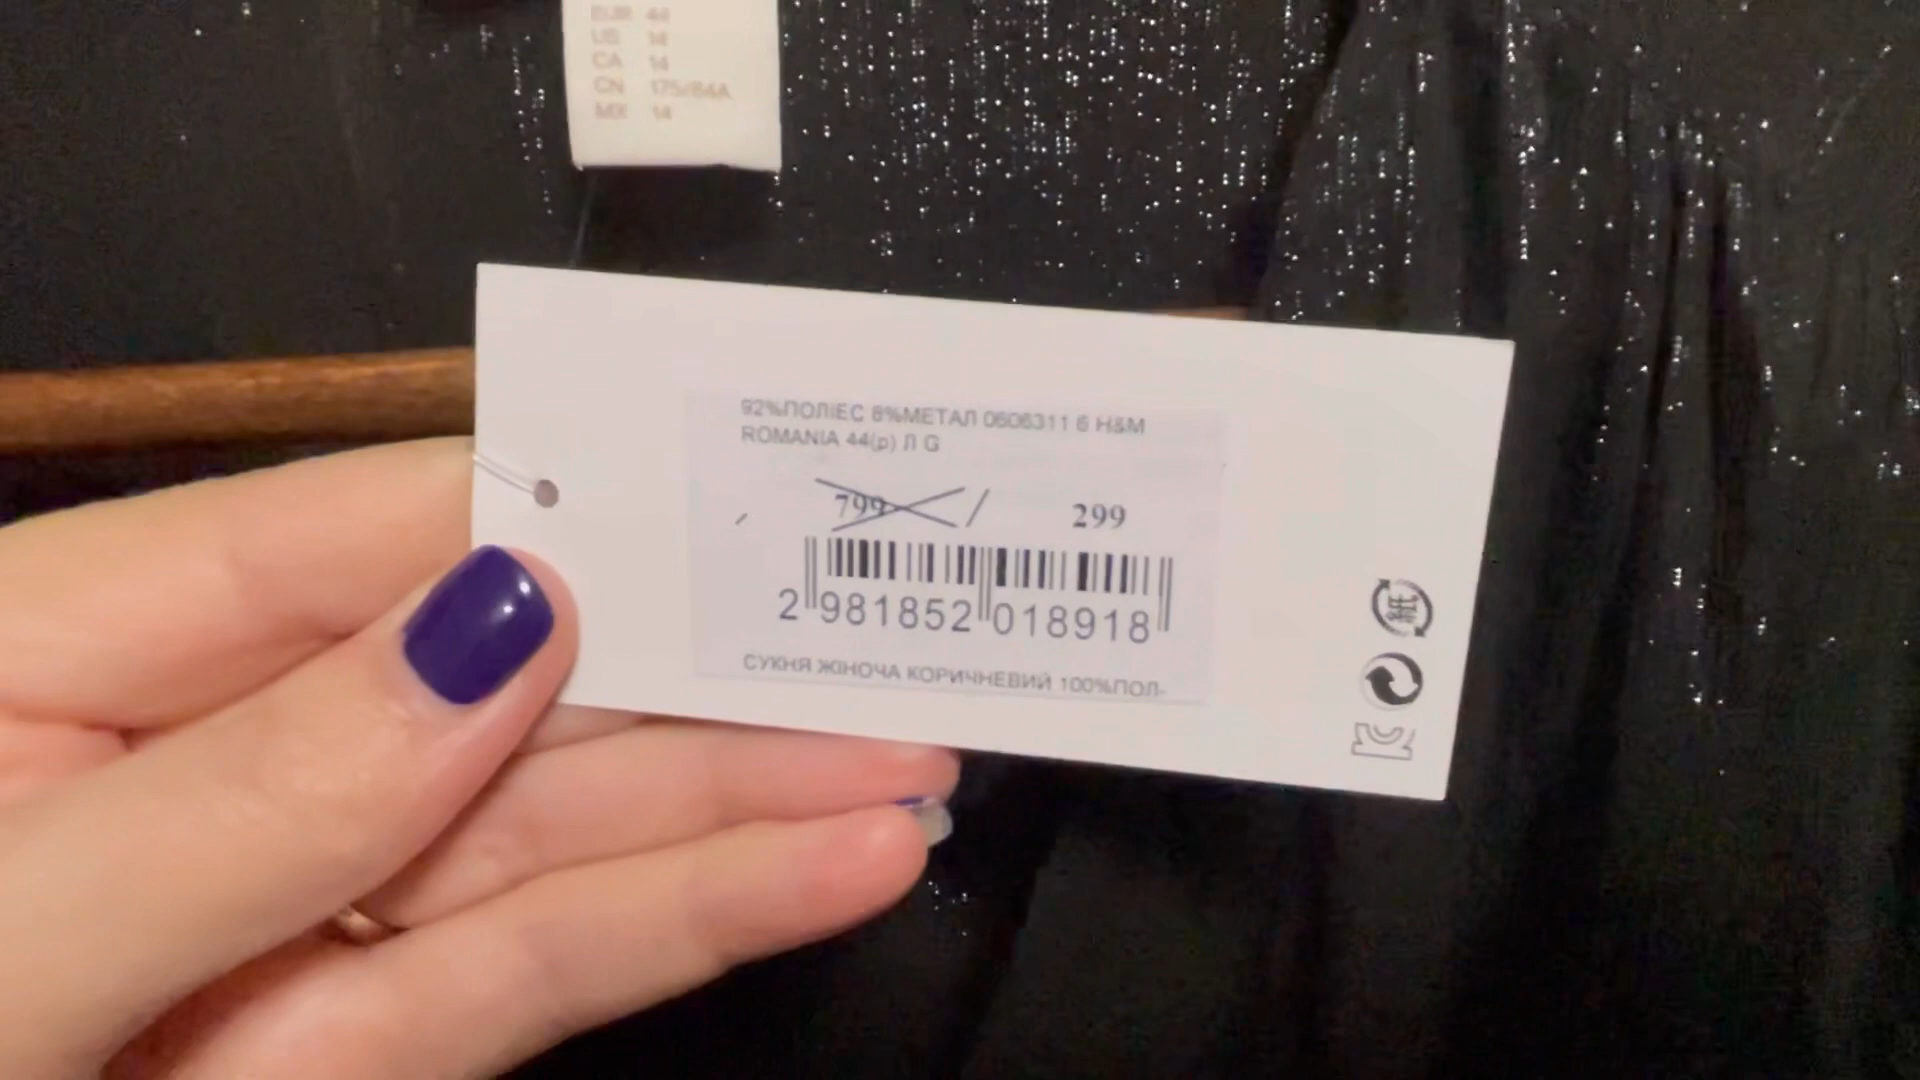 EUR 44
US 14
CA 14
CN 175/84A
MX 14
92%ПОЛІЕС 8%МЕТАЛ 0606311 6 H&M
ROMANIA 44(р) Л G
799 / 299
2 981852 018918
СУКНЯ ЖІНОЧА КОРИЧНЕВИЙ 100%ПОЛ-
紙